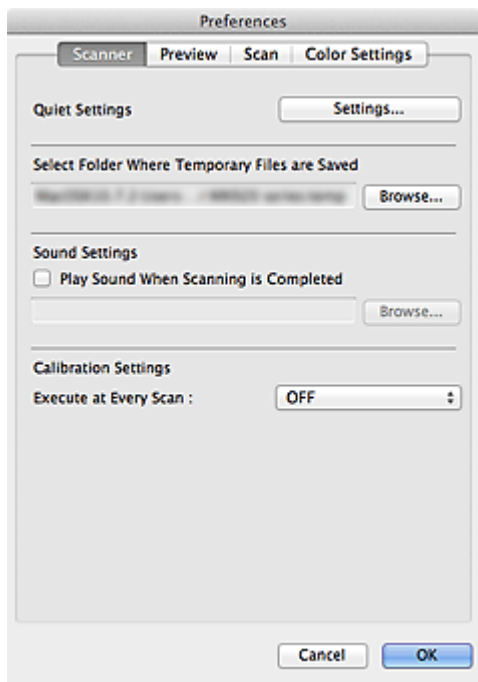 Preferences
Scanner Preview Scan Color Settings
Quiet Settings Settings...
Select Folder Where Temporary Files are Saved
Browse...
Sound Settings
Play Sound When Scanning is Completed
Browse...
Calibration Settings
Execute at Every Scan : OFF
Cancel OK